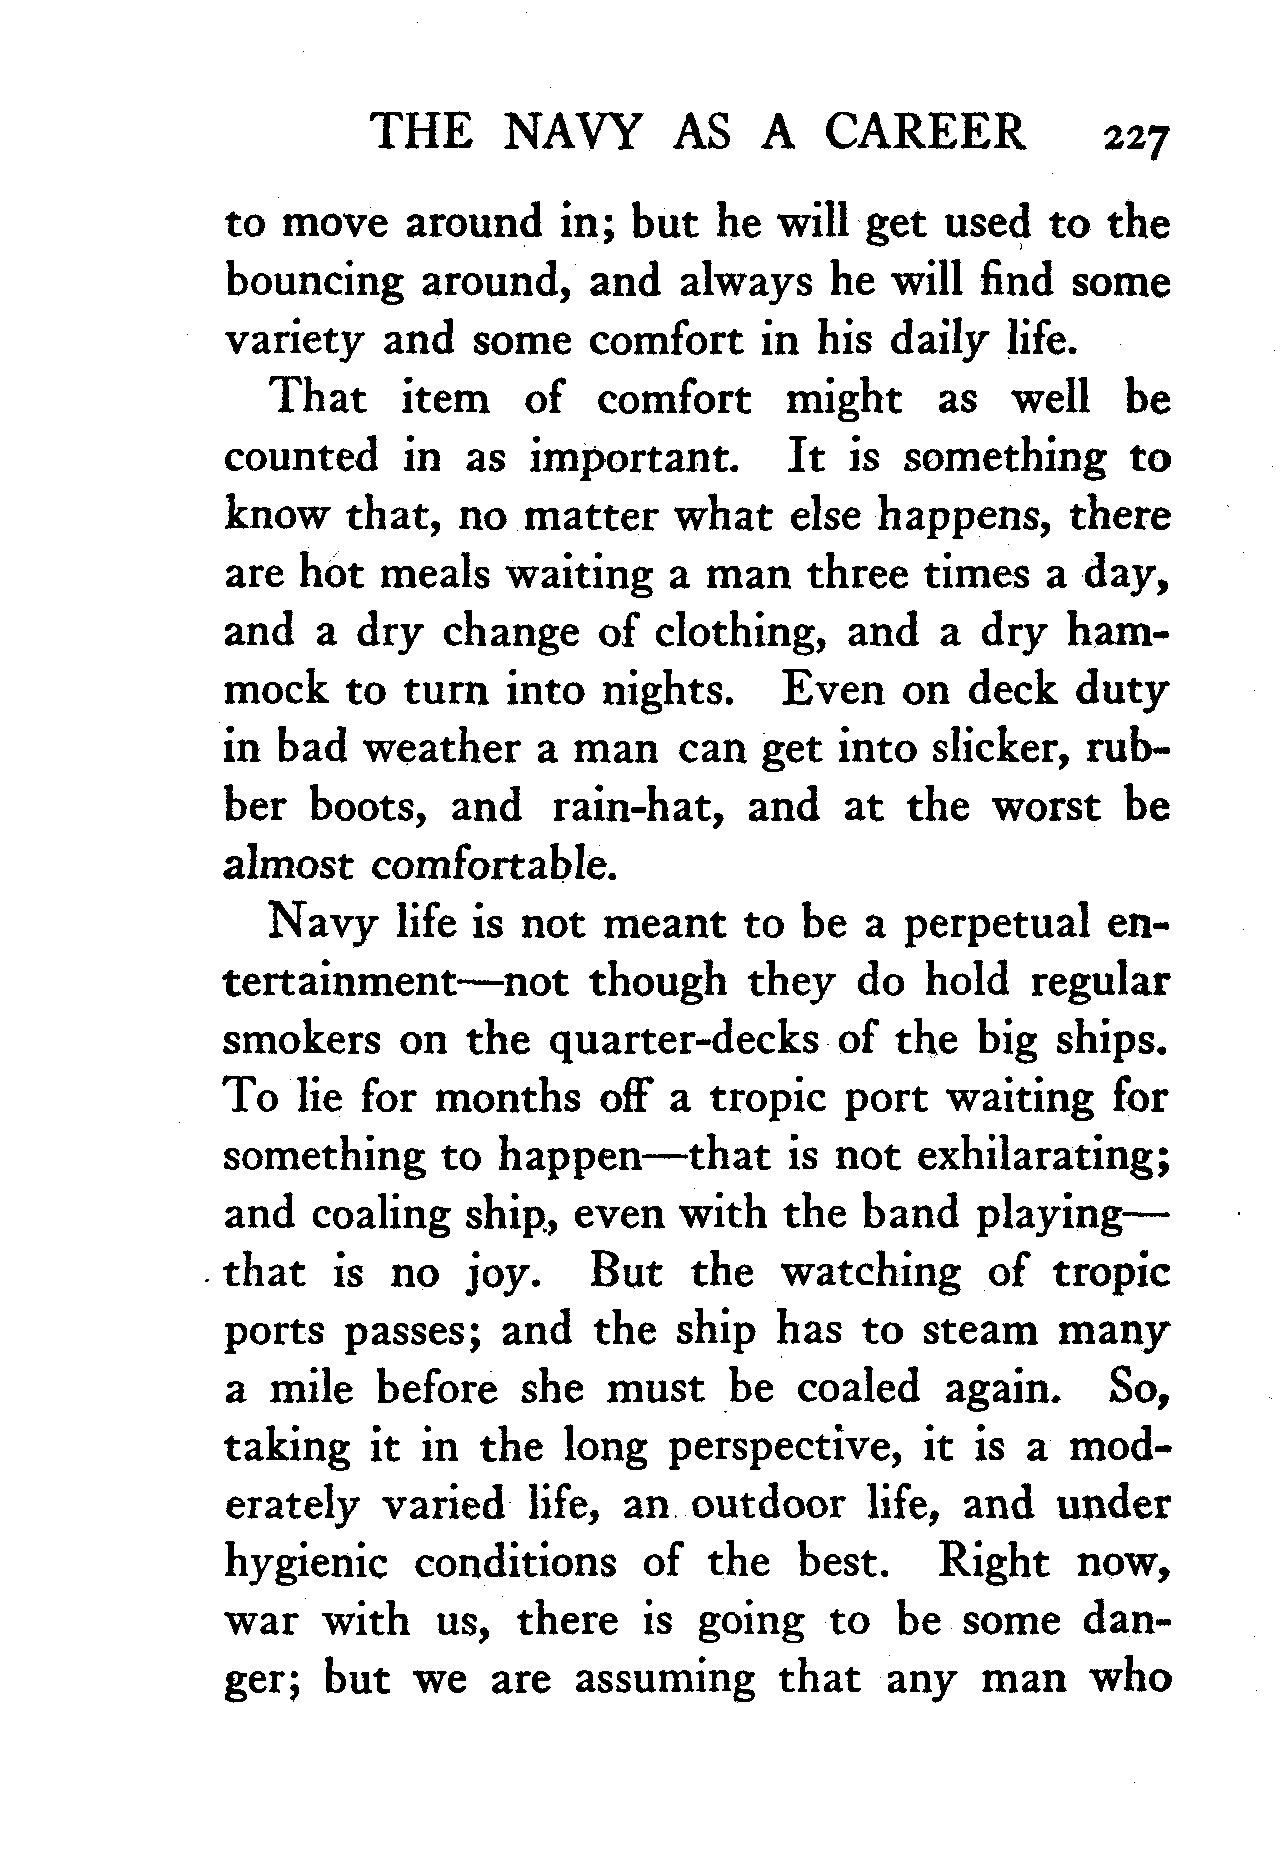 THE NAVY AS A CAREER 227
to move around in; but he will get used to the
bouncing around, and always he will find some
variety and some comfort in his daily life.
That item of comfort might as well be
counted in as important. It is something to
know that, no matter what else happens, there
are hot meals waiting a man three times a day,
and a dry change of clothing, and a dry ham-
mock to turn into nights. Even on deck duty
in bad weather a man can get into slicker, rub-
ber boots, and rain-hat, and at the worst be
almost comfortable.
Navy life is not meant to be a perpetual en-
tertainment—not though they do hold regular
smokers on the quarter-decks of the big ships.
To lie for months off a tropic port waiting for
something to happen—that is not exhilarating;
and coaling ship, even with the band playing—
that is no joy. But the watching of tropic
ports passes; and the ship has to steam many
a mile before she must be coaled again. So,
taking it in the long perspective, it is a mod-
erately varied life, an outdoor life, and under
hygienic conditions of the best. Right now,
war with us, there is going to be some dan-
ger; but we are assuming that any man who